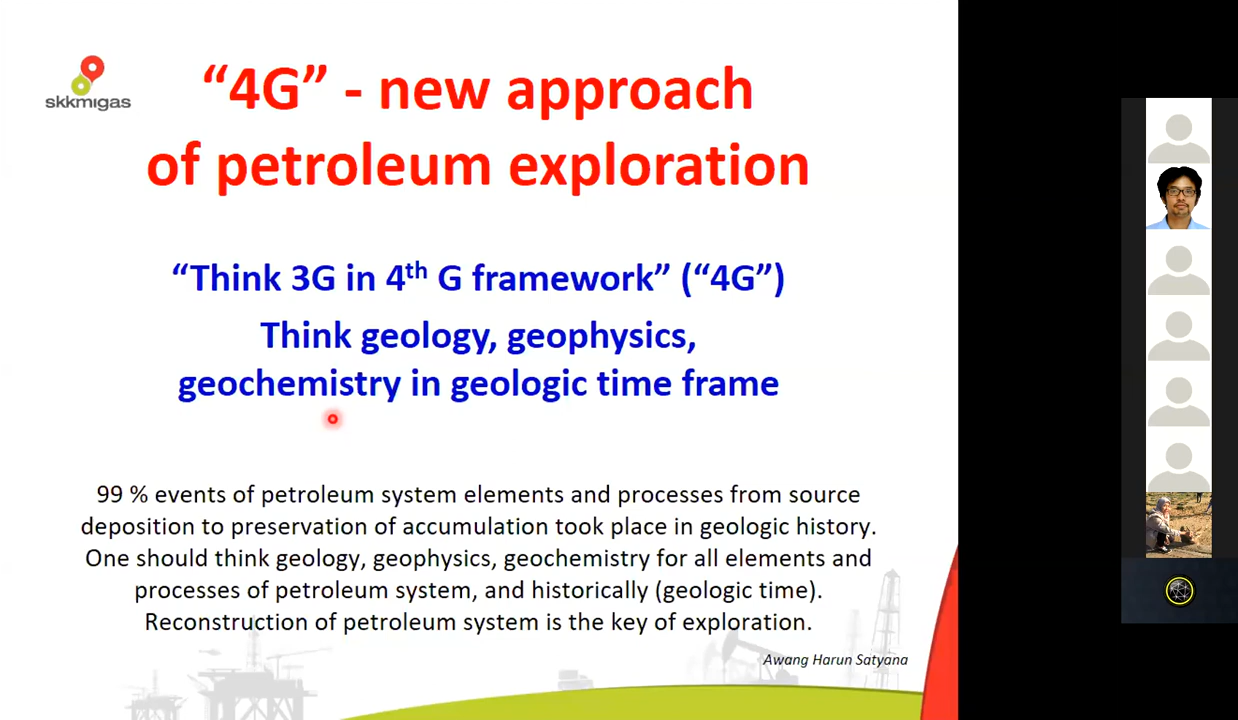 skkmigas
“4G” - new approach
of petroleum exploration
“Think 3G in 4th G framework” (“4G”)
Think geology, geophysics,
geochemistry in geologic time frame
99 % events of petroleum system elements and processes from source
deposition to preservation of accumulation took place in geologic history.
One should think geology, geophysics, geochemistry for all elements and
processes of petroleum system, and historically (geologic time).
Reconstruction of petroleum system is the key of exploration.
Awang Harun Satyana